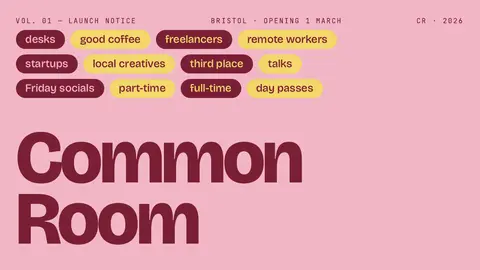 VOL. 01 — LAUNCH NOTICE BRISTOL · OPENING 1 MARCH CR · 2026
desks good coffee freelancers remote workers
startups local creatives third place talks
Friday socials part-time full-time day passes
Common
Room